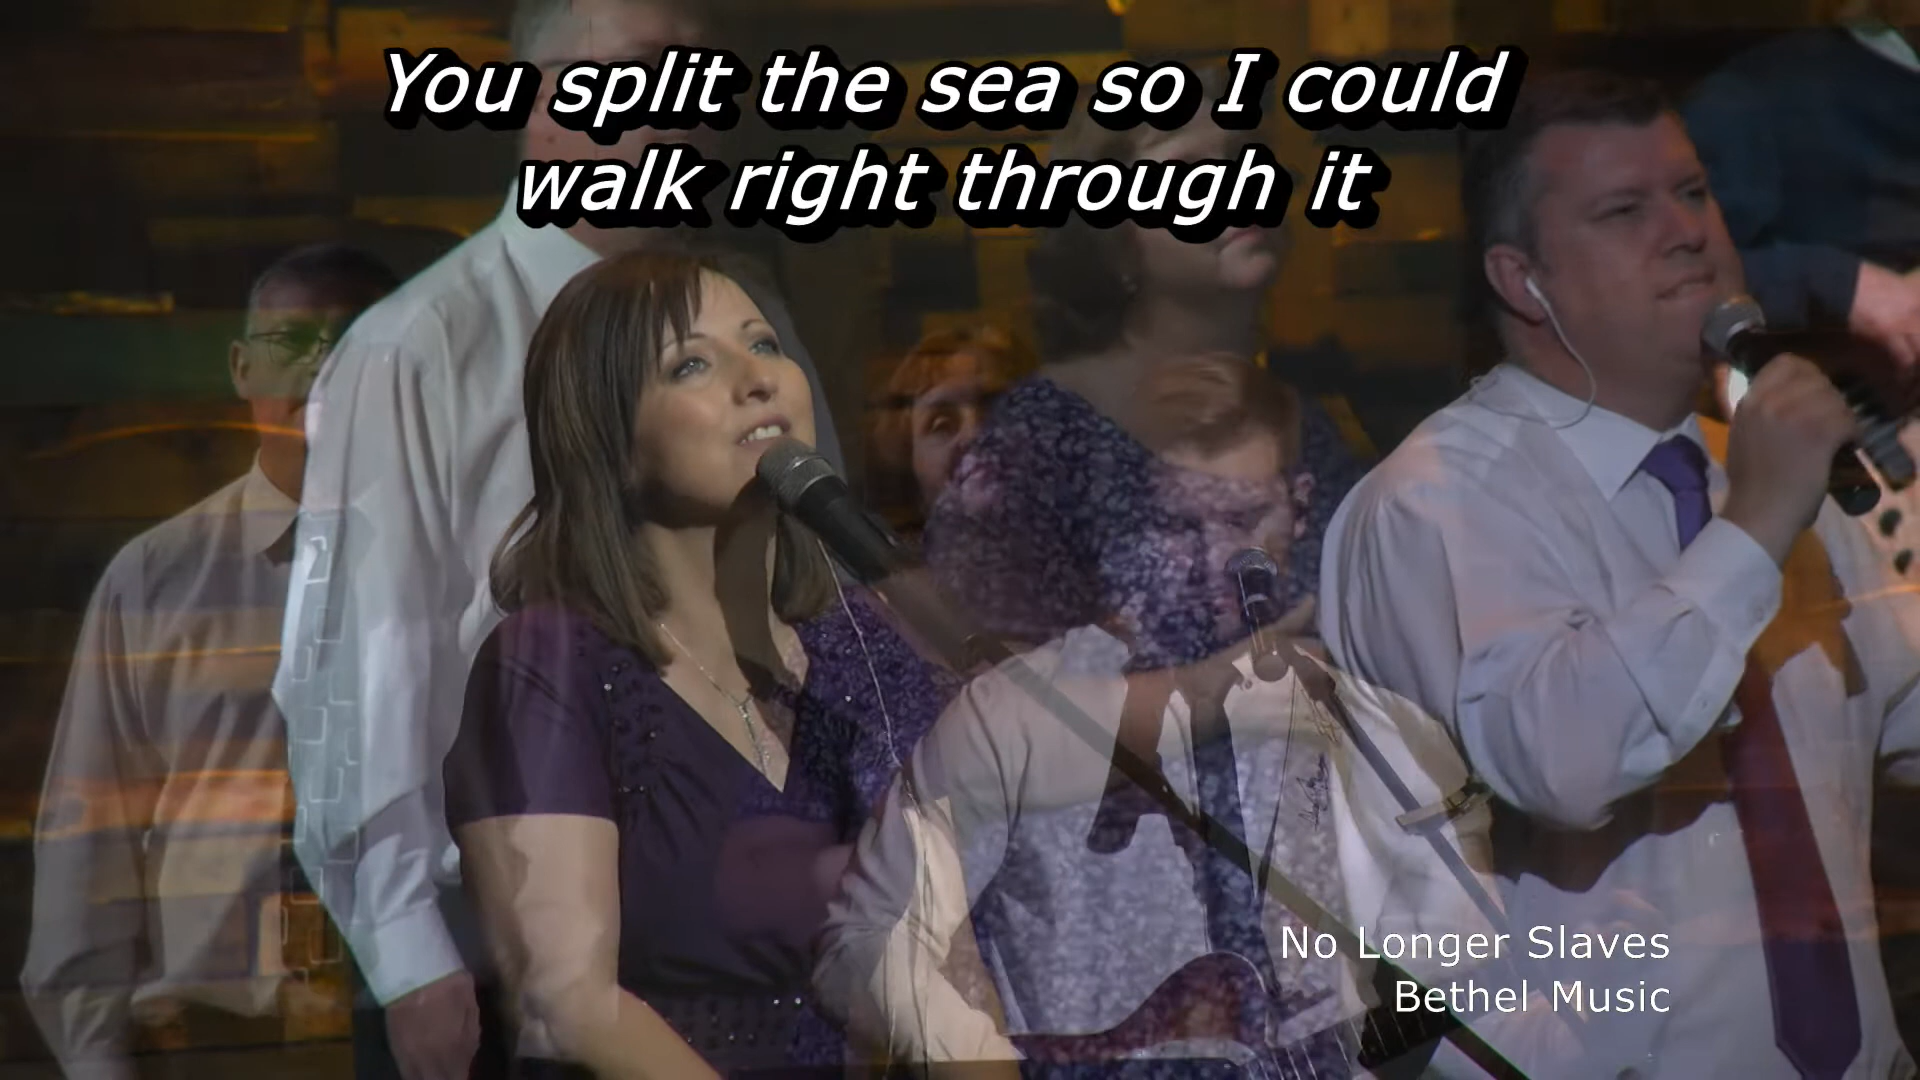 You split the sea so I could
walk right through it
No Longer Slaves
Bethel Music